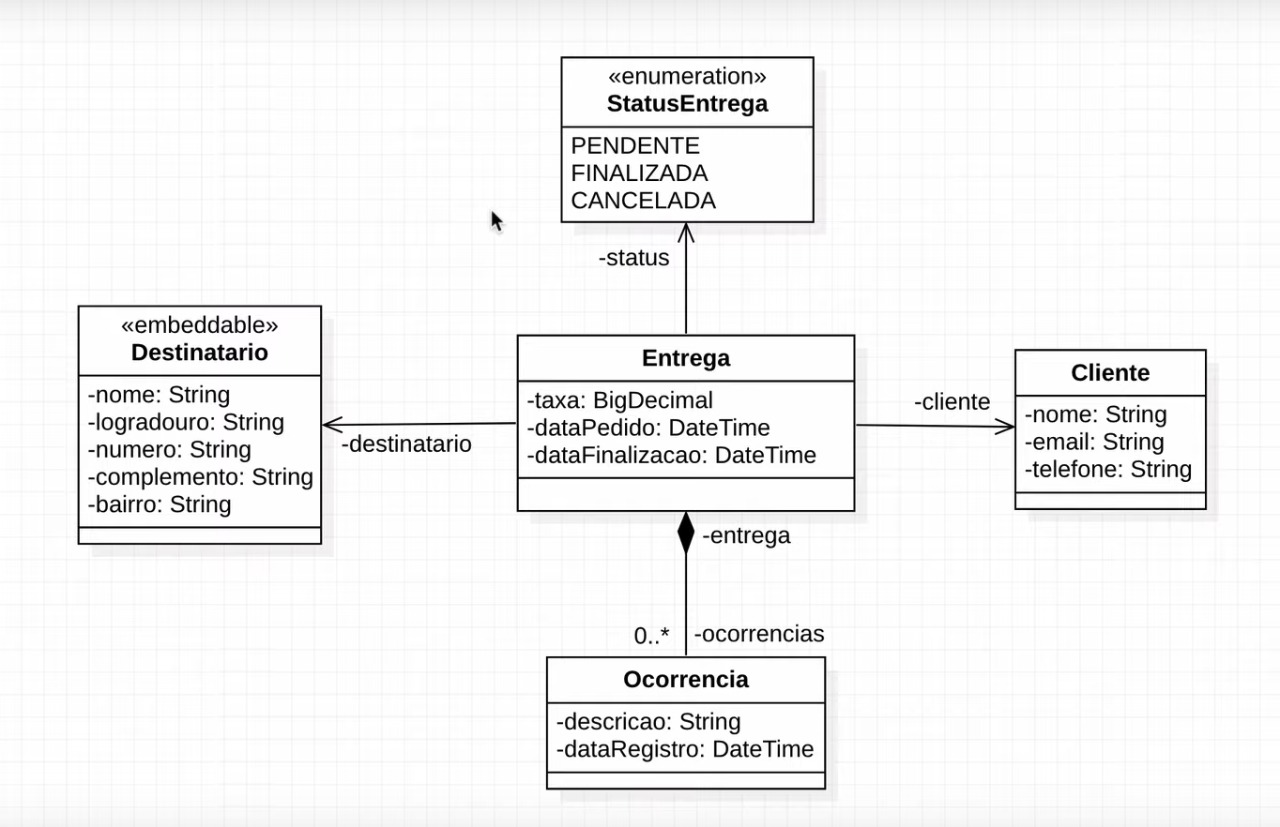 «enumeration»
StatusEntrega
PENDENTE
FINALIZADA
CANCELADA
-status
«embeddable»
Destinatario
-nome: String
-logradouro: String
-numero: String
-complemento: String
-bairro: String
-destinatario
Entrega
-taxa: BigDecimal
-dataPedido: DateTime
-dataFinalizacao: DateTime
-cliente
Cliente
-nome: String
-email: String
-telefone: String
-entrega
0..*
-ocorrencias
Ocorrencia
-descricao: String
-dataRegistro: DateTime